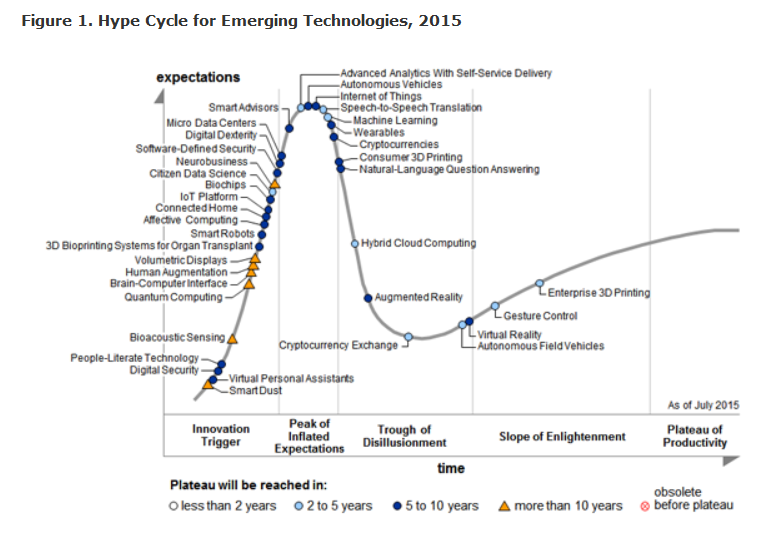 Figure 1. Hype Cycle for Emerging Technologies, 2015
expectations
Advanced Analytics With Self-Service Delivery
Autonomous Vehicles
Internet of Things
Speech-to-Speech Translation
Machine Learning
Wearables
Cryptocurrencies
Consumer 3D Printing
Natural-Language Question Answering
Smart Advisors
Micro Data Centers
Digital Dexterity
Software-Defined Security
Neurobusiness
Citizen Data Science
Biochips
IoT Platform
Connected Home
Affective Computing
Smart Robots
3D Bioprinting Systems for Organ Transplant
Volumetric Displays
Human Augmentation
Brain-Computer Interface
Quantum Computing
Bioacoustic Sensing
People-Literate Technology
Digital Security
Virtual Personal Assistants
Smart Dust
Hybrid Cloud Computing
Augmented Reality
Cryptocurrency Exchange
Enterprise 3D Printing
Gesture Control
Virtual Reality
Autonomous Field Vehicles
As of July 2015
Innovation
Trigger
Peak of
Inflated
Expectations
Trough of
Disillusionment
Slope of Enlightenment
Plateau of
Productivity
time
Plateau will be reached in:
less than 2 years
2 to 5 years
5 to 10 years
more than 10 years
obsolete
before plateau